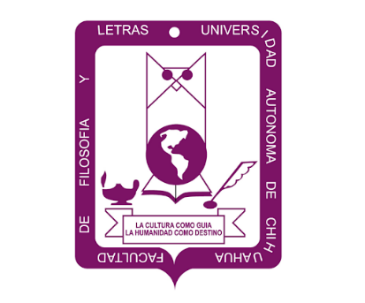 FACULTAD DE FILOSOFIA Y LETRAS
UNIVERSIDAD AUTONOMA DE CHIHUAHUA
LA CULTURA COMO GUIA
LA HUMANIDAD COMO DESTINO